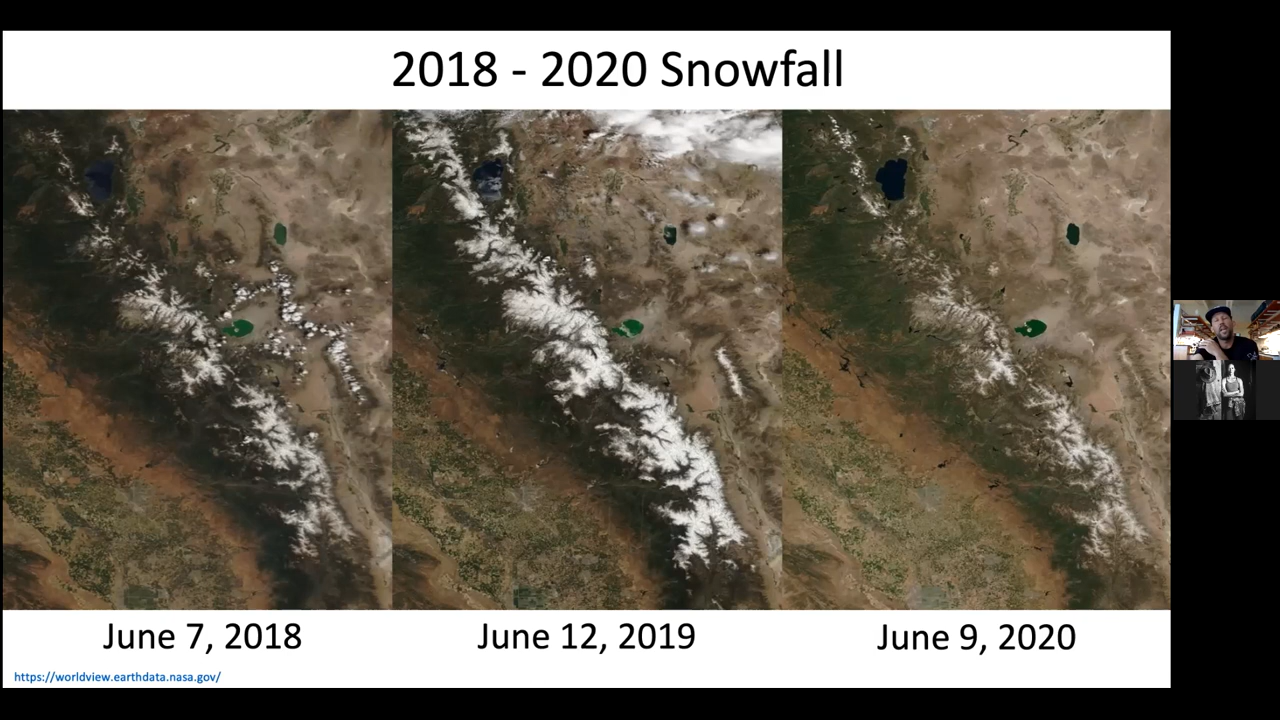 2018 - 2020 Snowfall
June 7, 2018
June 12, 2019
June 9, 2020
https://worldview.earthdata.nasa.gov/